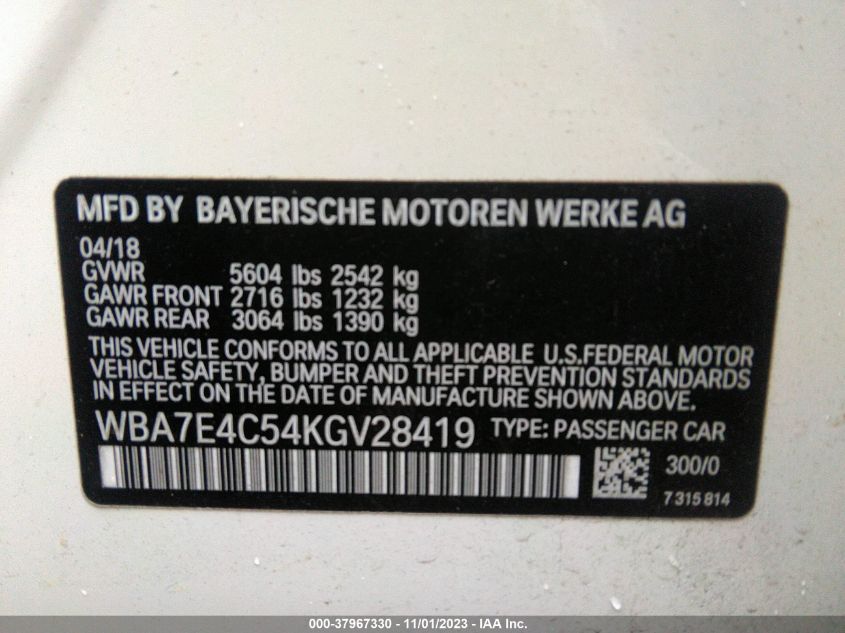 MFD BY BAYERISCHE MOTOREN WERKE AG
04/18
GVWR 5604 lbs 2542 kg
GAWR FRONT 2716 lbs 1232 kg
GAWR REAR 3064 lbs 1390 kg
THIS VEHICLE CONFORMS TO ALL APPLICABLE U.S.FEDERAL MOTOR
VEHICLE SAFETY, BUMPER AND THEFT PREVENTION STANDARDS
IN EFFECT ON THE DATE OF MANUFACTURE SHOWN ABOVE.
WBA7E4C54KGV28419 TYPE: PASSENGER CAR
300/0
7315814
000-37967330 - 11/01/2023 - IAA Inc.